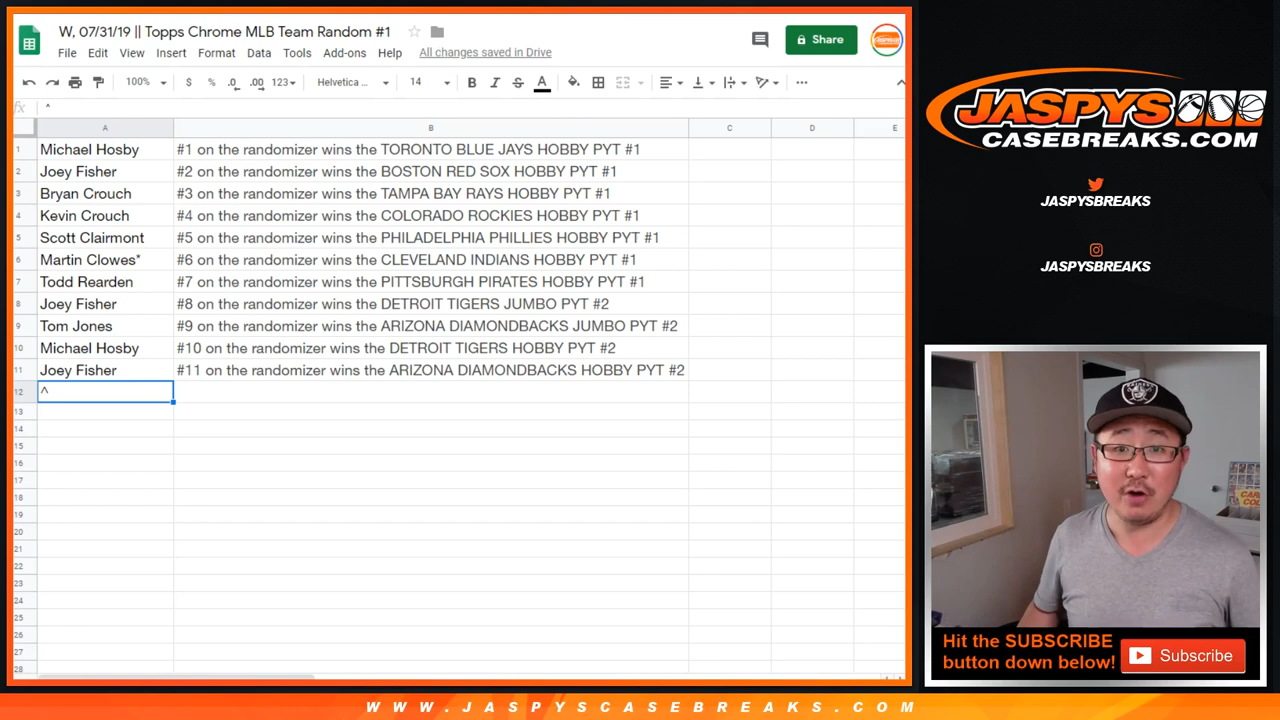 W, 07/31/19 || Topps Chrome MLB Team Random #1
File Edit View Insert Format Data Tools Add-ons Help All changes saved in Drive
Share
100% $ % .0 .00 123 Helvetica ... 14 B I S A
fx ^
A B C D E
1 Michael Hosby #1 on the randomizer wins the TORONTO BLUE JAYS HOBBY PYT #1
2 Joey Fisher #2 on the randomizer wins the BOSTON RED SOX HOBBY PYT #1
3 Bryan Crouch #3 on the randomizer wins the TAMPA BAY RAYS HOBBY PYT #1
4 Kevin Crouch #4 on the randomizer wins the COLORADO ROCKIES HOBBY PYT #1
5 Scott Clairmont #5 on the randomizer wins the PHILADELPHIA PHILLIES HOBBY PYT #1
6 Martin Clowes* #6 on the randomizer wins the CLEVELAND INDIANS HOBBY PYT #1
7 Todd Rearden #7 on the randomizer wins the PITTSBURGH PIRATES HOBBY PYT #1
8 Joey Fisher #8 on the randomizer wins the DETROIT TIGERS JUMBO PYT #2
9 Tom Jones #9 on the randomizer wins the ARIZONA DIAMONDBACKS JUMBO PYT #2
10 Michael Hosby #10 on the randomizer wins the DETROIT TIGERS HOBBY PYT #2
11 Joey Fisher #11 on the randomizer wins the ARIZONA DIAMONDBACKS HOBBY PYT #2
12 ^
13
14
15
16
17
18
19
20
21
22
23
24
25
26
27
28
JASPYS
CASEBREAKS.COM
JASPYSBREAKS
JASPYSBREAKS
RAIDERS
Hit the SUBSCRIBE
button down below!
Subscribe
WWW.JASPYSCASEBREAKS.COM